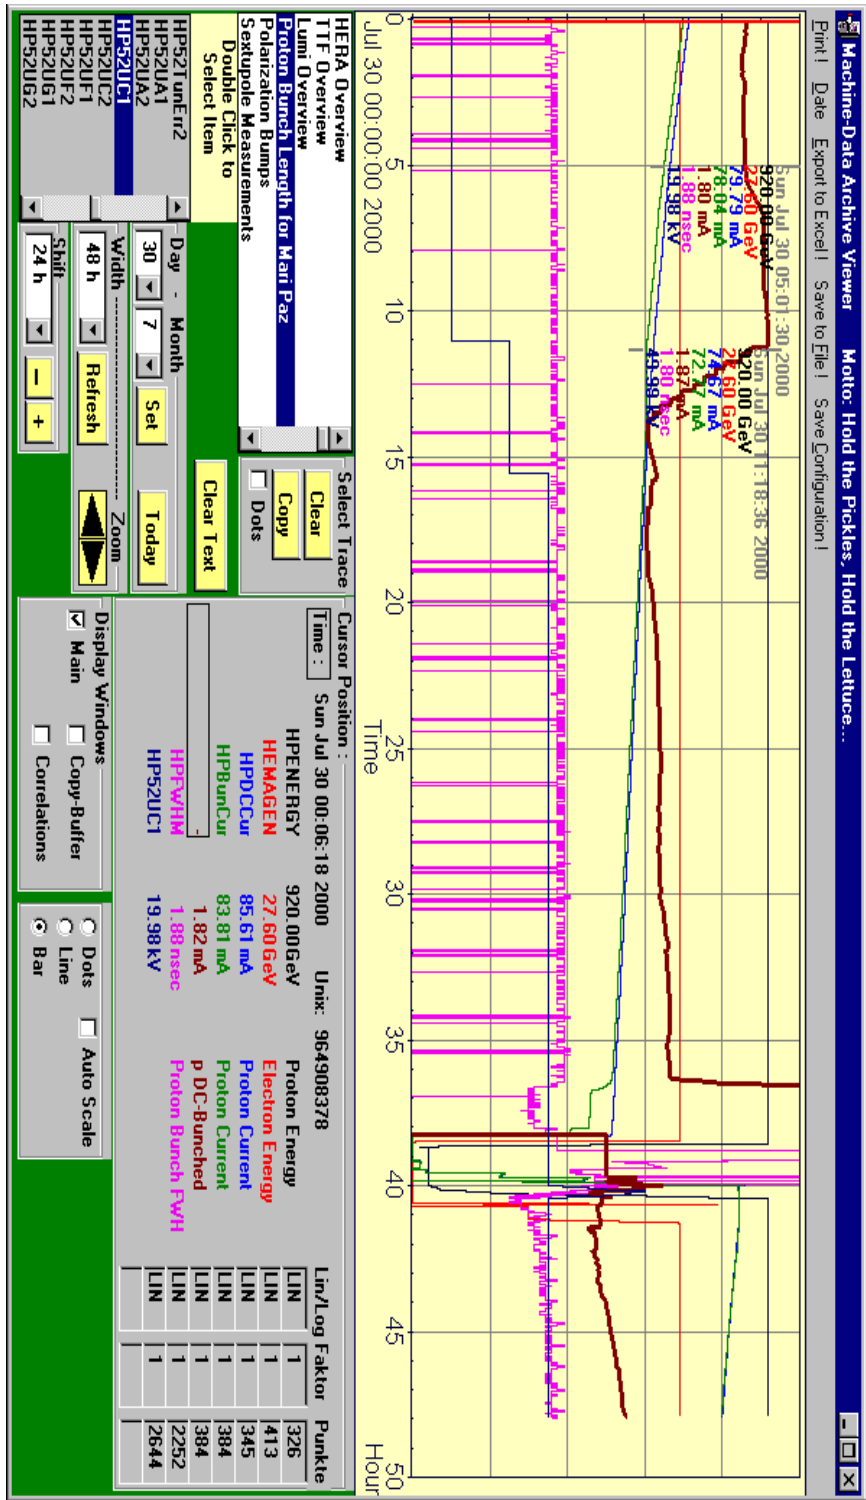 Machine-Data Archive Viewer Motto: Hold the Pickles, Hold the Lettuce...
Print! Date Export to Excel! Save to File! Save Configuration!
Sun Jul 30 05:01:30 2000
920.00 GeV
27.60 GeV
79.79 mA
78.04 mA
1.80 mA
1.88 nsec
19.98 kV
Sun Jul 30 11:18:36 2000
920.00 GeV
27.60 GeV
74.67 mA
1.87 mA
1.80 nsec
49.99 kV
0 5 10 15 20 25 30 35 40 45 50
Jul 30 00:00:00 2000 Time Hour
HERA Overview
TTF Overview
Lumi Overview
Proton Bunch Length for Mari Paz
Polarization Bumps
Sextupole Measurements
Double Click to
Select Item
HP52TunErr2
HP52UA1
HP52UA2
HP52UC1
HP52UC2
HP52UF1
HP52UF2
HP52UG1
HP52UG2
Select Trace
Clear
Copy
Dots
Clear Text
Day - Month
30 7 Set Today
Width Zoom
48 h Refresh
Shift
24 h - +
Cursor Position :
Time : Sun Jul 30 00:06:18 2000 Unix: 964908378
HPENERGY 920.00GeV Proton Energy
HEMAGEN 27.60GeV Electron Energy
HPDCCur 85.61 mA Proton Current
HPBunCur 83.81 mA Proton Current
- 1.82 mA p DC-Bunched
HPFWHM 1.88 nsec Proton Bunch FWH
HP52UC1 19.98kV
Lin/Log Faktor Punkte
LIN 1 326
LIN 1 413
LIN 1 345
LIN 1 384
LIN 1 384
LIN 1 2252
LIN 1 2644
Display Windows
Main Copy-Buffer
Correlations
Dots Auto Scale
Line
Bar